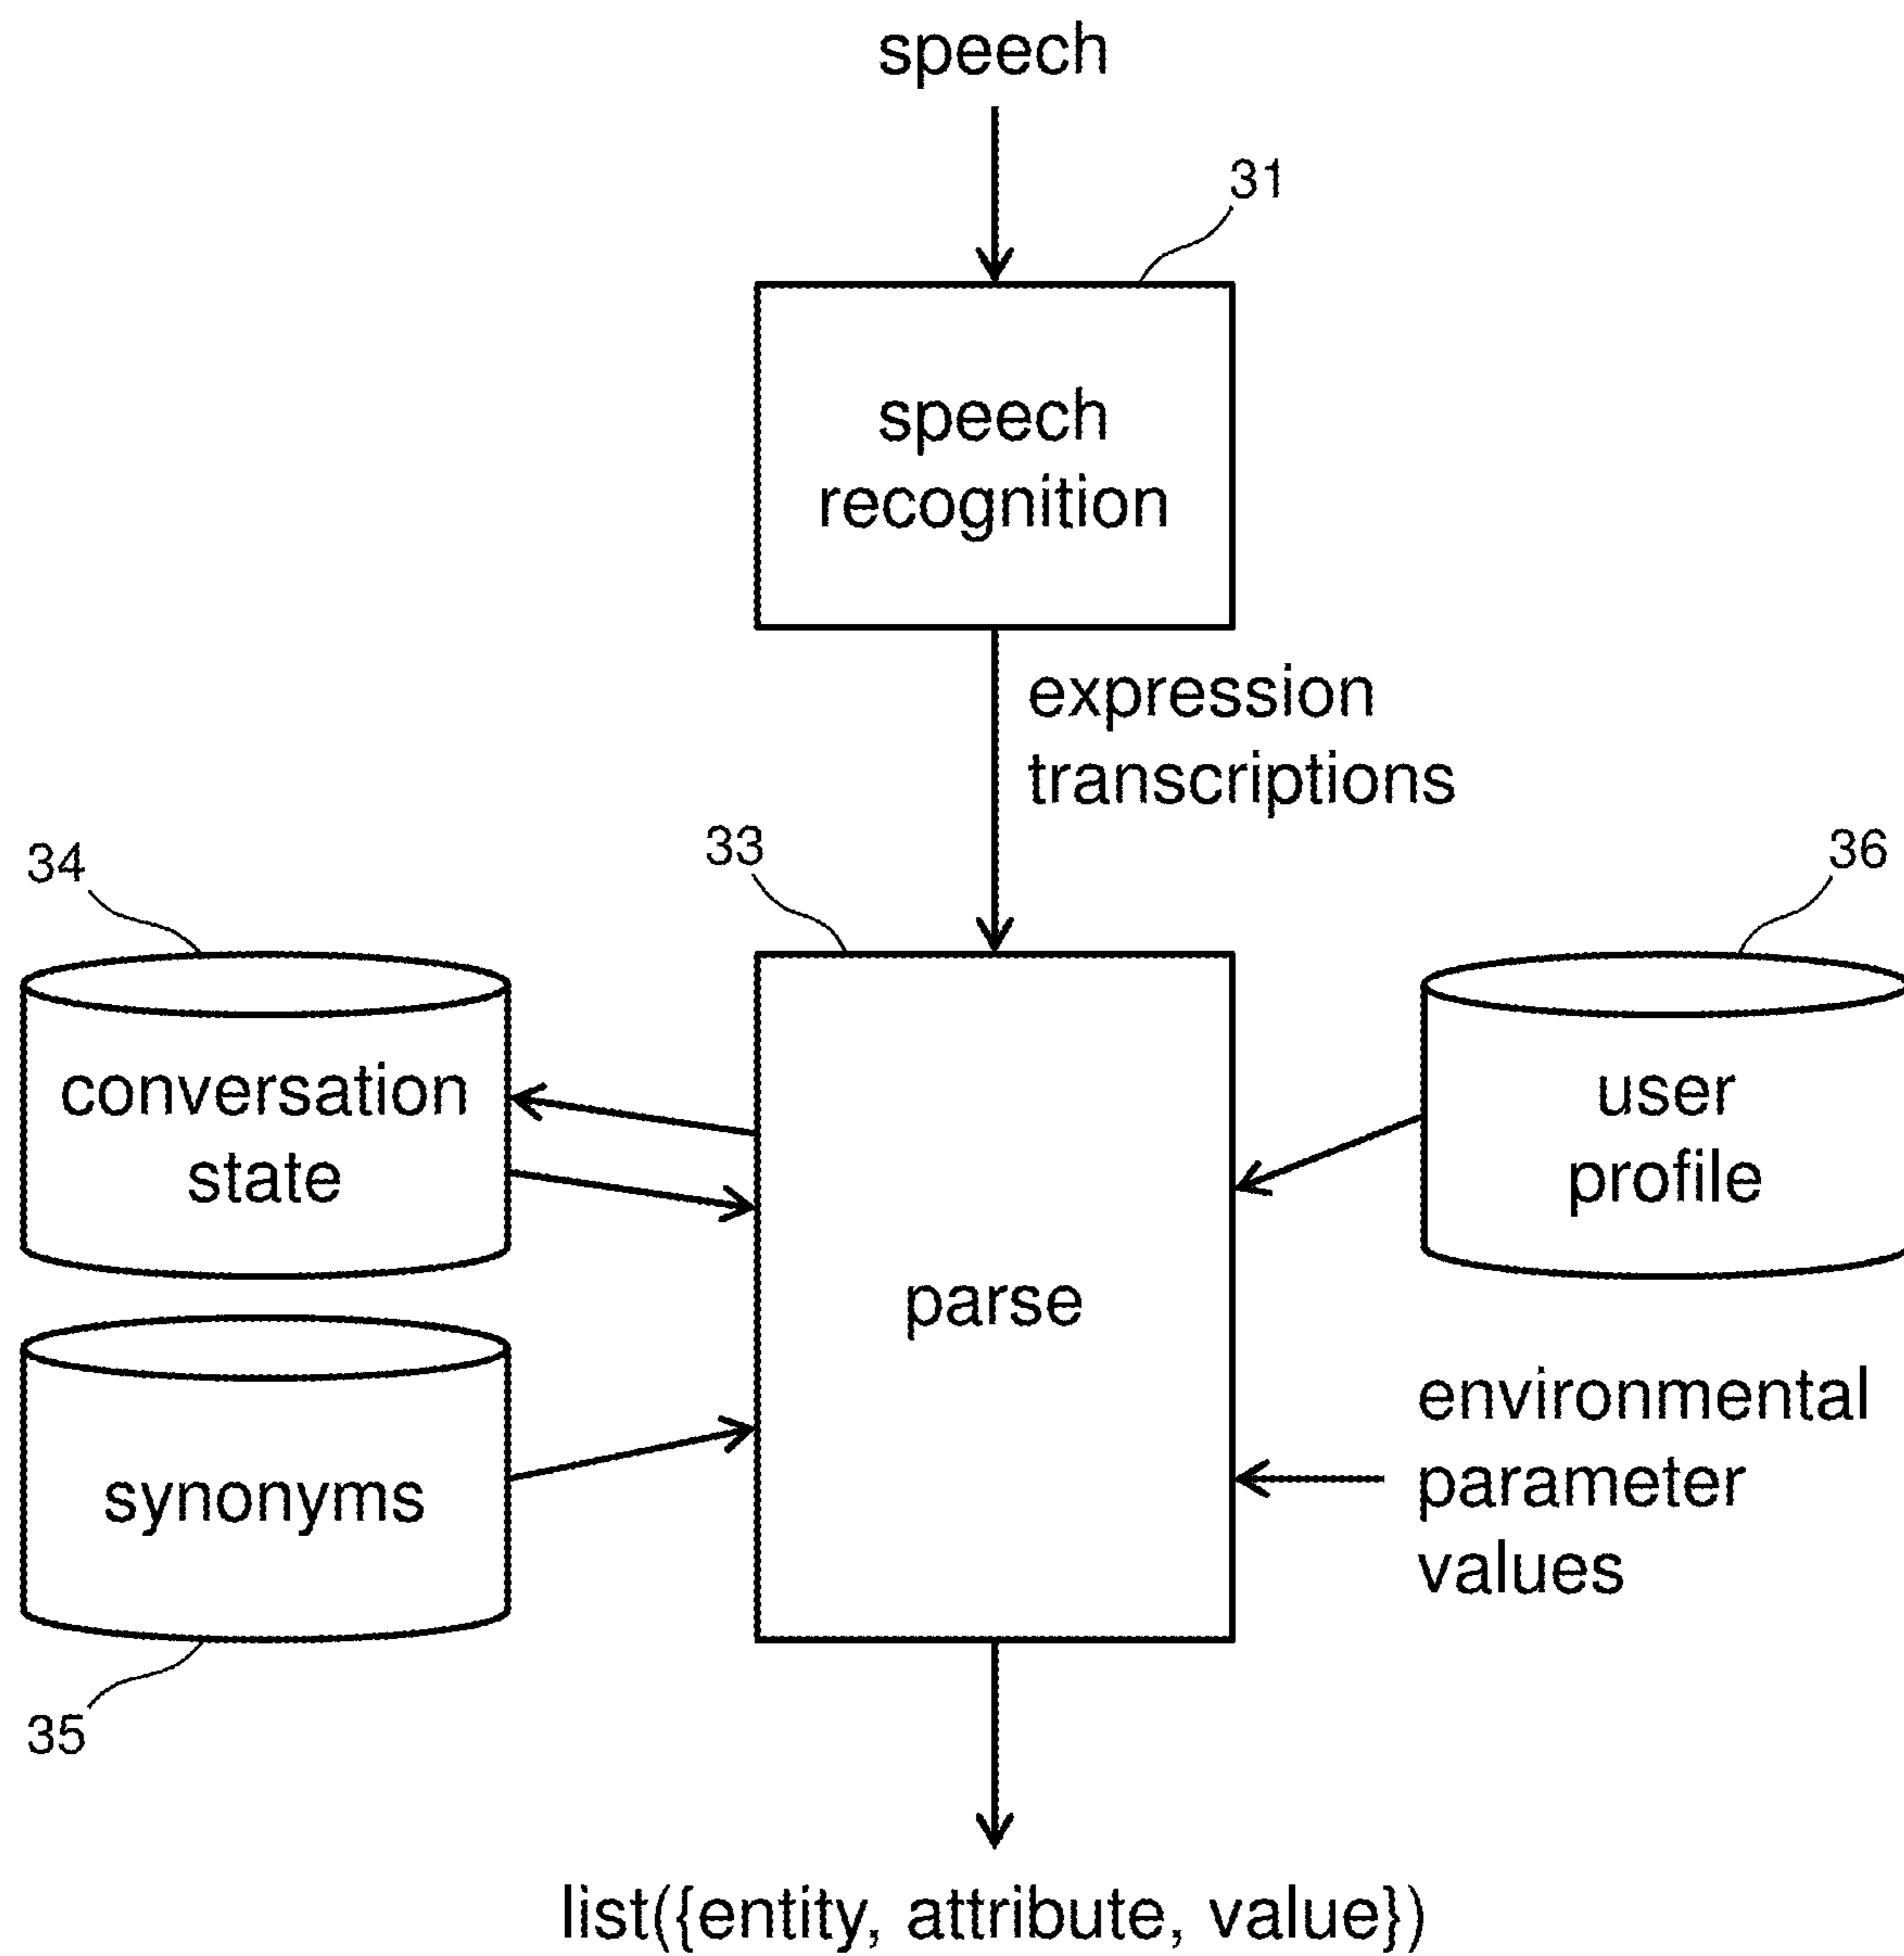 speech
31
speech
recognition
expression
transcriptions
33
34
36
conversation
state
user
profile
parse
environmental
parameter
values
synonyms
35
list({entity, attribute, value})